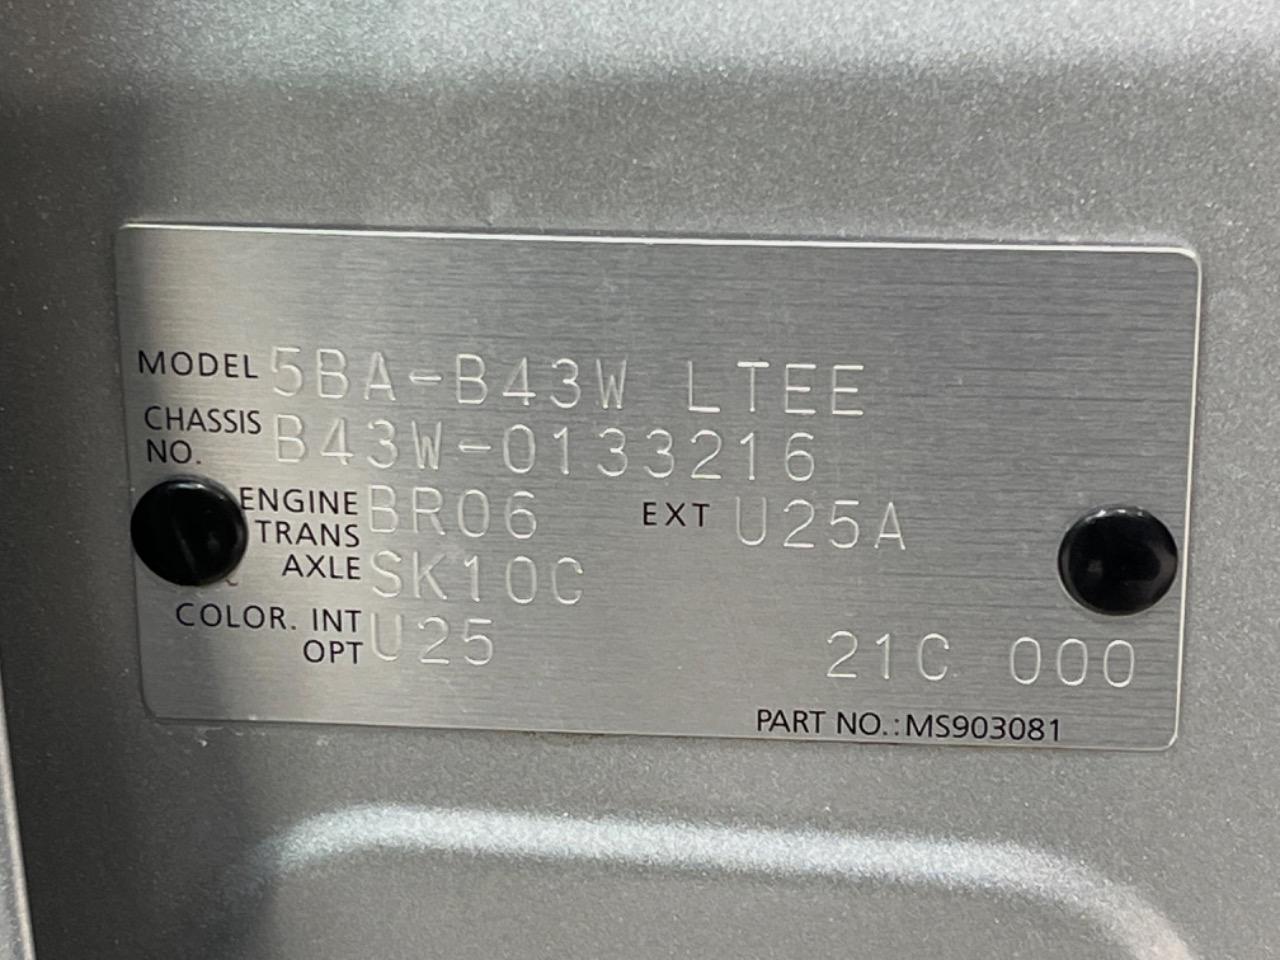 MODEL 5BA-B43W LTEE
CHASSIS NO. B43W-0133216
ENGINE BR06 EXT U25A
TRANS AXLE SK10C
COLOR. INT OPT U25 21C 000
PART NO.:MS903081